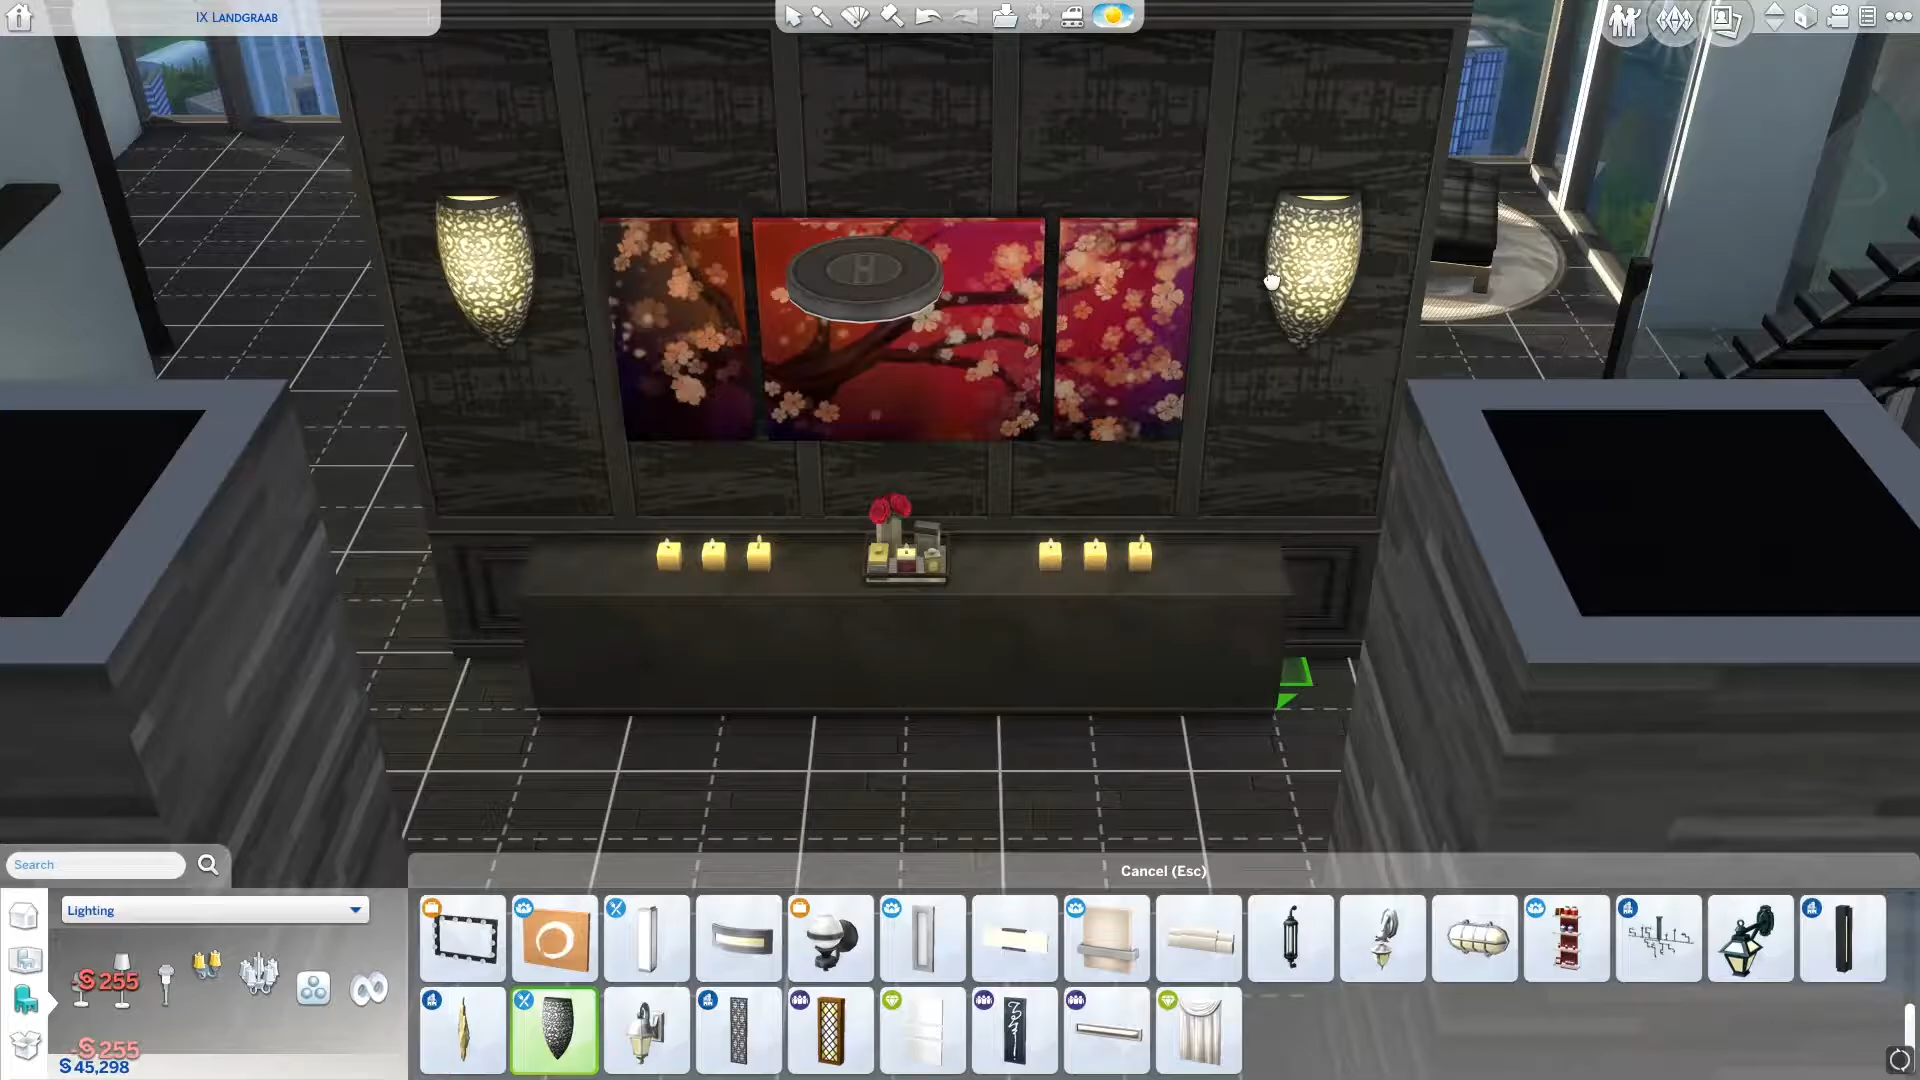 IX LANDGRAAB
Search
Cancel (Esc)
Lighting
-§255
-§255
§45,298